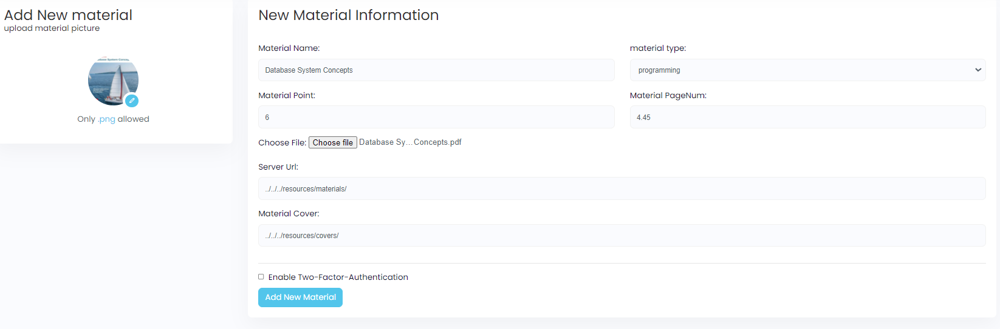 Add New material
upload material picture
Only .png allowed
New Material Information
Material Name:
Database System Concepts
material type:
programming
Material Point:
6
Material PageNum:
4.45
Choose File: Choose file Database Sy...Concepts.pdf
Server Url:
../../../resources/materials/
Material Cover:
../../../resources/covers/
Enable Two-Factor-Authentication
Add New Material